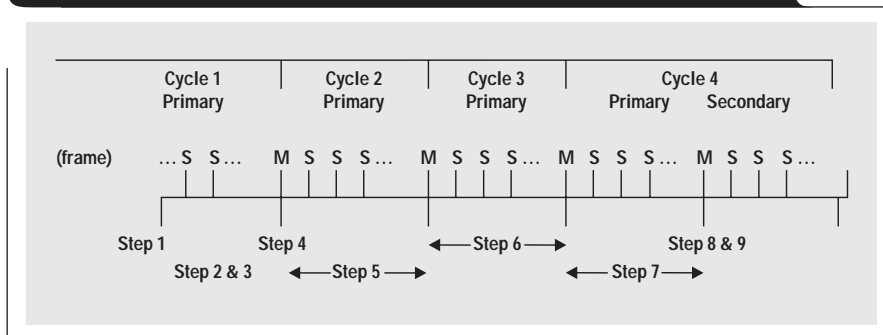 Cycle 1 Cycle 2 Cycle 3 Cycle 4
Primary Primary Primary Primary Secondary
(frame) ... S S ... M S S S ... M S S S ... M S S S ... M S S S ...
Step 1 Step 4 Step 6 Step 8 & 9
Step 2 & 3 Step 5 Step 7